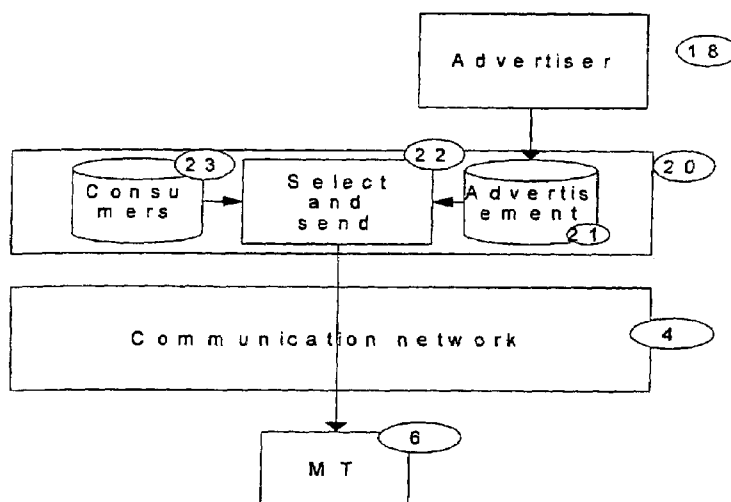 Advertiser
18
23
22
20
Consu
mers
Select
and
send
Advertis
ement
21
Communication network
4
6
MT